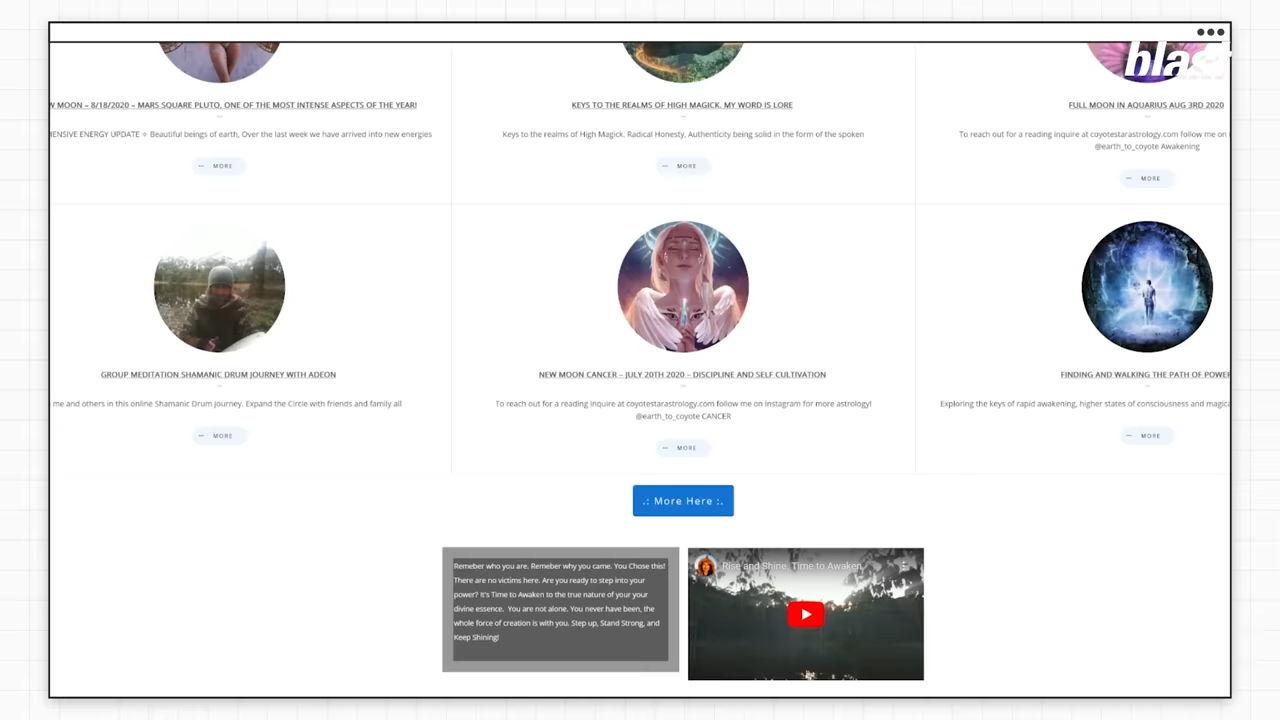 blast
W MOON – 8/18/2020 – MARS SQUARE PLUTO, ONE OF THE MOST INTENSE ASPECTS OF THE YEAR!
KEYS TO THE REALMS OF HIGH MAGICK. MY WORD IS LORE
FULL MOON IN AQUARIUS AUG 3RD 2020
HENSIVE ENERGY UPDATE ✧ Beautiful beings of earth, Over the last week we have arrived into new energies
Keys to the realms of High Magick. Radical Honesty, Authenticity being solid in the form of the spoken
To reach out for a reading inquire at coyotestarastrology.com follow me on
@earth_to_coyote Awakening
MORE
MORE
MORE
GROUP MEDITATION SHAMANIC DRUM JOURNEY WITH ADEON
NEW MOON CANCER – JULY 20TH 2020 – DISCIPLINE AND SELF CULTIVATION
FINDING AND WALKING THE PATH OF POWER
me and others in this online Shamanic Drum Journey. Expand the Circle with friends and family all
To reach out for a reading inquire at coyotestarastrology.com follow me on instagram for more astrology!
@earth_to_coyote CANCER
Exploring the keys of rapid awakening, higher states of consciousness and magica
MORE
MORE
MORE
.: More Here :.
Remeber who you are. Remeber why you came. You Chose this!
There are no victims here. Are you ready to step into your
power? It's Time to Awaken to the true nature of your your
divine essence. You are not alone. You never have been, the
whole force of creation is with you. Step up, Stand Strong, and
Keep Shining!
Rise and Shine. Time to Awaken.